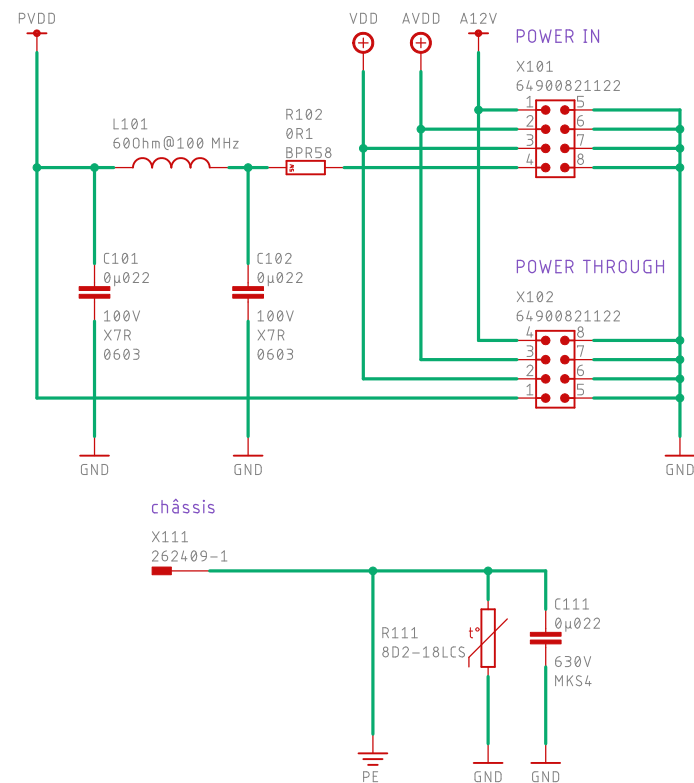 PVDD
VDD
AVDD
A12V
POWER IN
X101
64900821122
1
2
3
4
5
6
7
8
L101
60Ohm@100 MHz
R102
0R1
BPR58
C101
0µ022
100V
X7R
0603
C102
0µ022
100V
X7R
0603
POWER THROUGH
X102
64900821122
4
3
2
1
8
7
6
5
GND
GND
GND
châssis
X111
262409-1
R111
8D2-18LCS
t°
C111
0µ022
630V
MKS4
PE
GND
GND